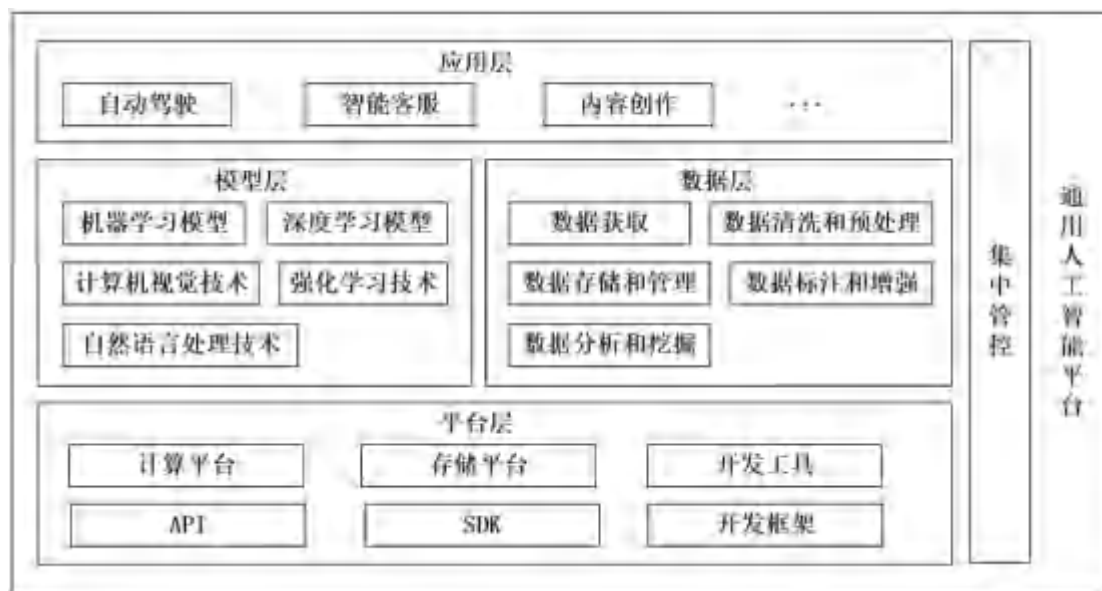 应用层
自动驾驶 智能客服 内容创作 ...
模型层
机器学习模型 深度学习模型
计算机视觉技术 强化学习技术
自然语言处理技术
数据层
数据获取 数据清洗和预处理
数据存储和管理 数据标注和增强
数据分析和挖掘
平台层
计算平台 存储平台 开发工具
API SDK 开发框架
集中管控
通用人工智能平台